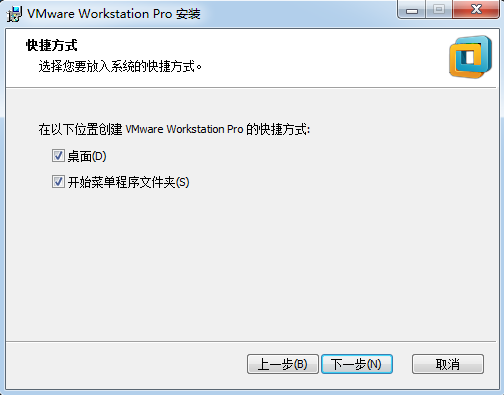 VMware Workstation Pro 安装
快捷方式
选择您要放入系统的快捷方式。
在以下位置创建 VMware Workstation Pro 的快捷方式:
桌面(D)
开始菜单程序文件夹(S)
上一步(B) 下一步(N) 取消